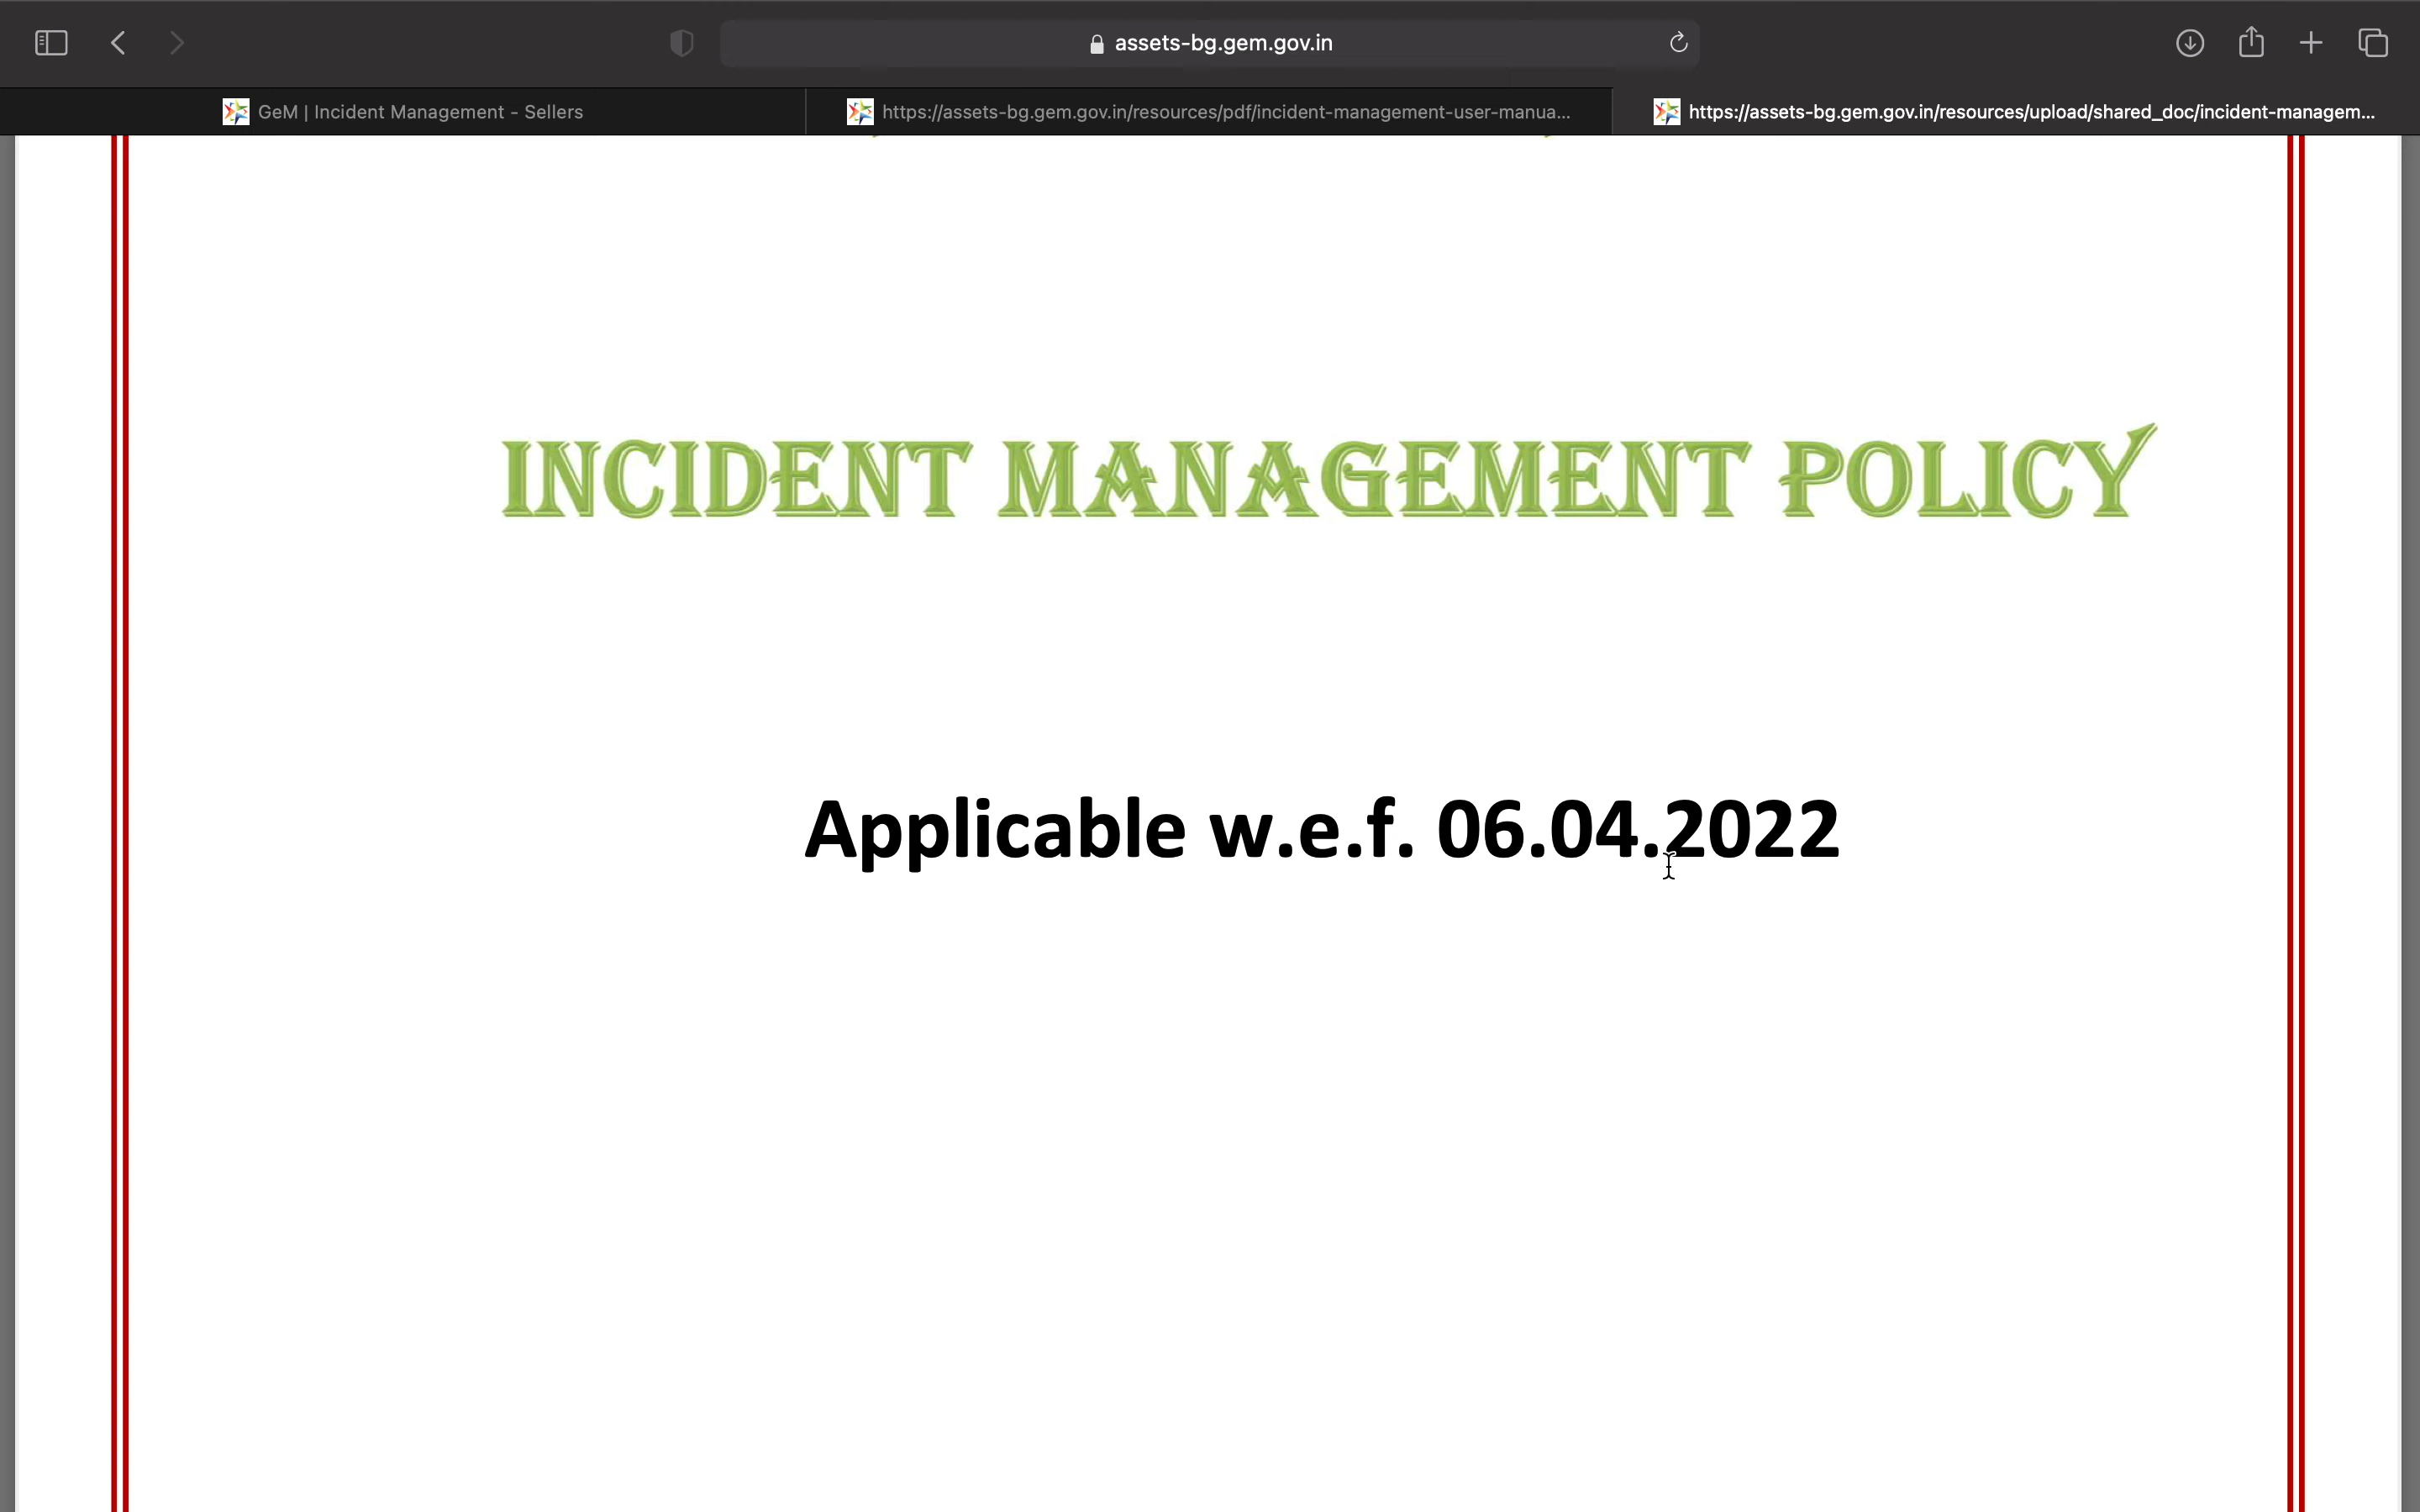 assets-bg.gem.gov.in
GeM | Incident Management - Sellers
https://assets-bg.gem.gov.in/resources/pdf/incident-management-user-manua...
https://assets-bg.gem.gov.in/resources/upload/shared_doc/incident-managem...
INCIDENT MANAGEMENT POLICY
Applicable w.e.f. 06.04.2022